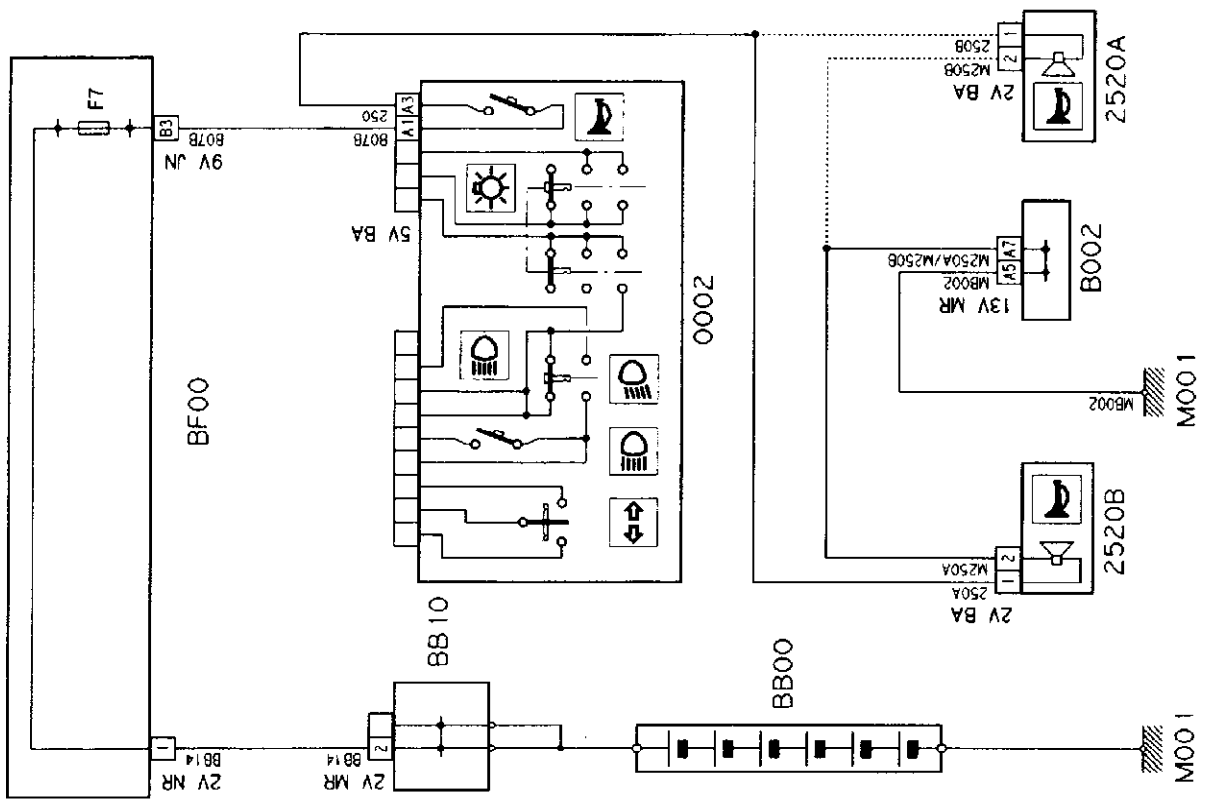 F7
B3
B07B
9V JN
BF00
1
BB14
2V NR
A3
250
A1
B07B
5V BA
0002
BB10
2
BB14
2V MR
BB00
M001
1
250B
2
M250B
2V BA
2520A
A7
M250A/M250B
A5
MB002
13V MR
B002
MB002
M001
2
M250A
1
250A
2V BA
2520B